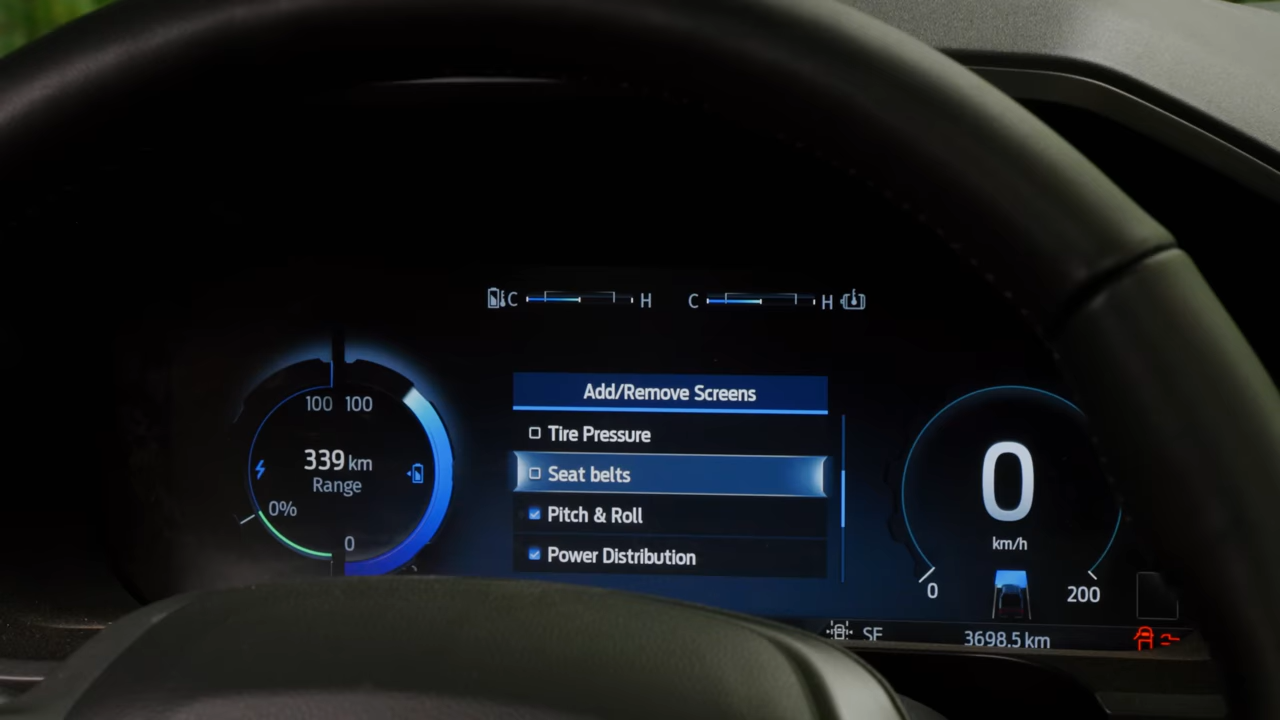 C H C H
Add/Remove Screens
Tire Pressure
Seat belts
Pitch & Roll
Power Distribution
100 100
339 km
Range
0%
0
0
km/h
0 200
3698.5 km